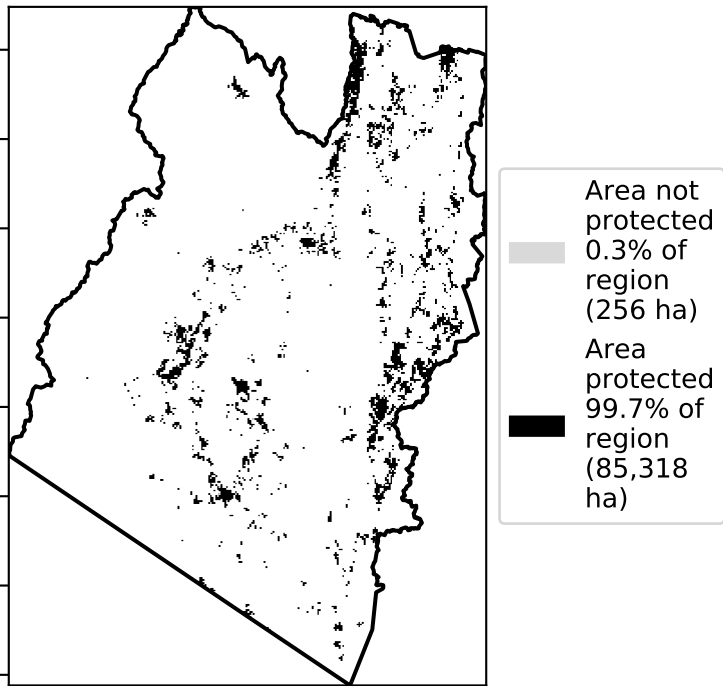 Area not
protected
0.3% of
region
(256 ha)
Area
protected
99.7% of
region
(85,318
ha)